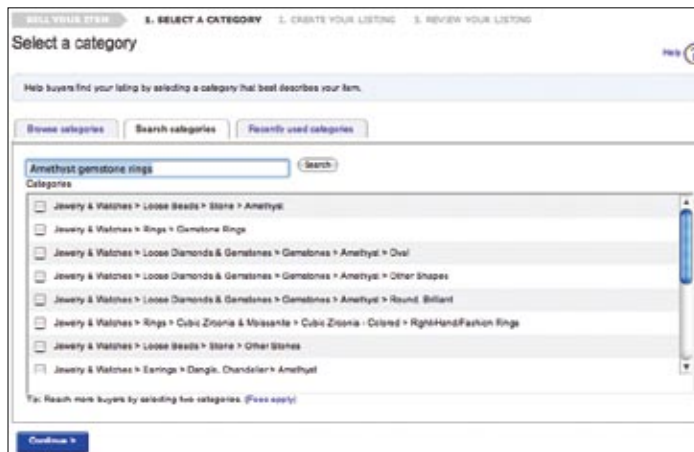 SELL YOUR ITEM 1. SELECT A CATEGORY 2. CREATE YOUR LISTING 3. REVIEW YOUR LISTING
Select a category
Help ?
Help buyers find your listing by selecting a category that best describes your item.
Browse categories Search categories Recently used categories
Amethyst gemstone rings Search
Categories
Jewelry & Watches > Loose Beads > Stone > Amethyst
Jewelry & Watches > Rings > Gemstone Rings
Jewelry & Watches > Loose Diamonds & Gemstones > Gemstones > Amethyst > Oval
Jewelry & Watches > Loose Diamonds & Gemstones > Gemstones > Amethyst > Other Shapes
Jewelry & Watches > Loose Diamonds & Gemstones > Gemstones > Amethyst > Round, Brilliant
Jewelry & Watches > Rings > Cubic Zirconia & Moissanite > Cubic Zirconia - Colored > Right-Hand/Fashion Rings
Jewelry & Watches > Loose Beads > Stone > Other Stones
Jewelry & Watches > Earrings > Dangle, Chandelier > Amethyst
Tip: Reach more buyers by selecting two categories. (Fees apply)
Continue >